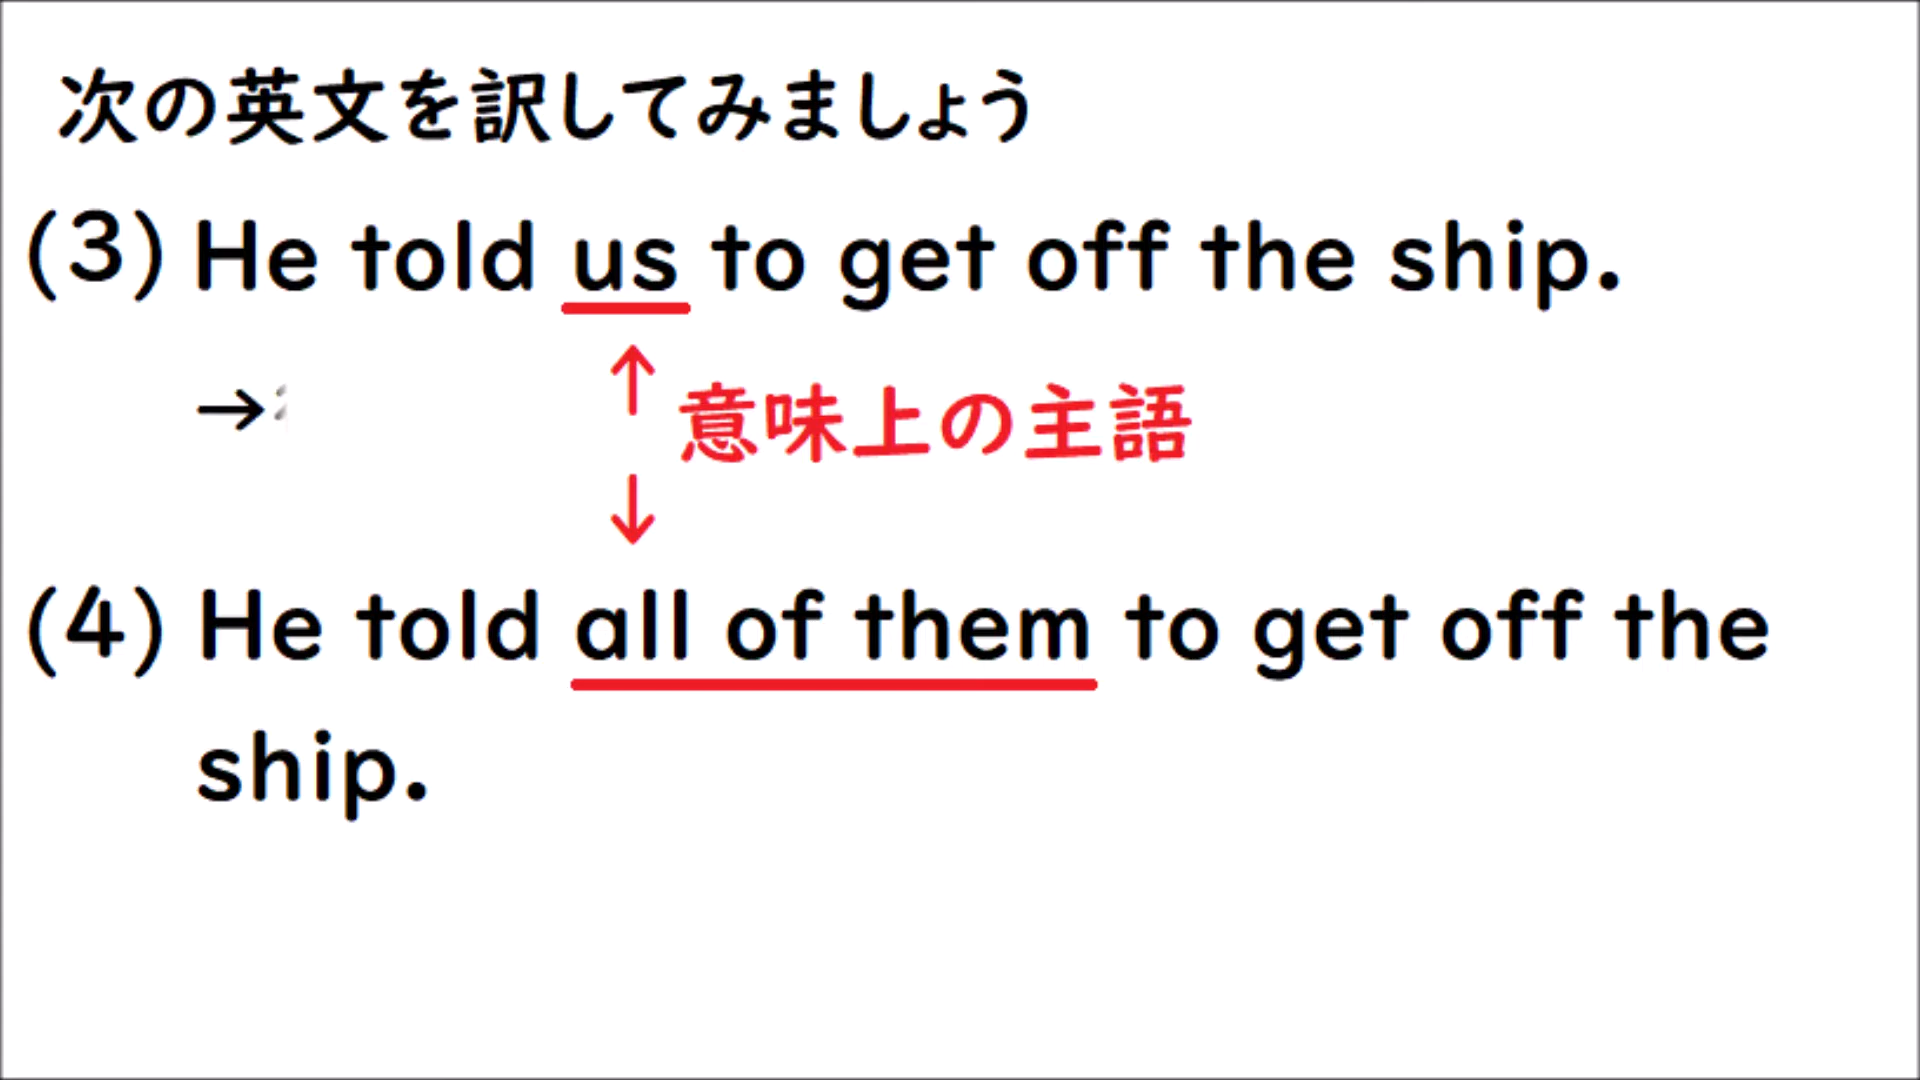 次の英文を訳してみましょう
(3) He told us to get off the ship.
→
↑
意味上の主語
↓
(4) He told all of them to get off the
ship.